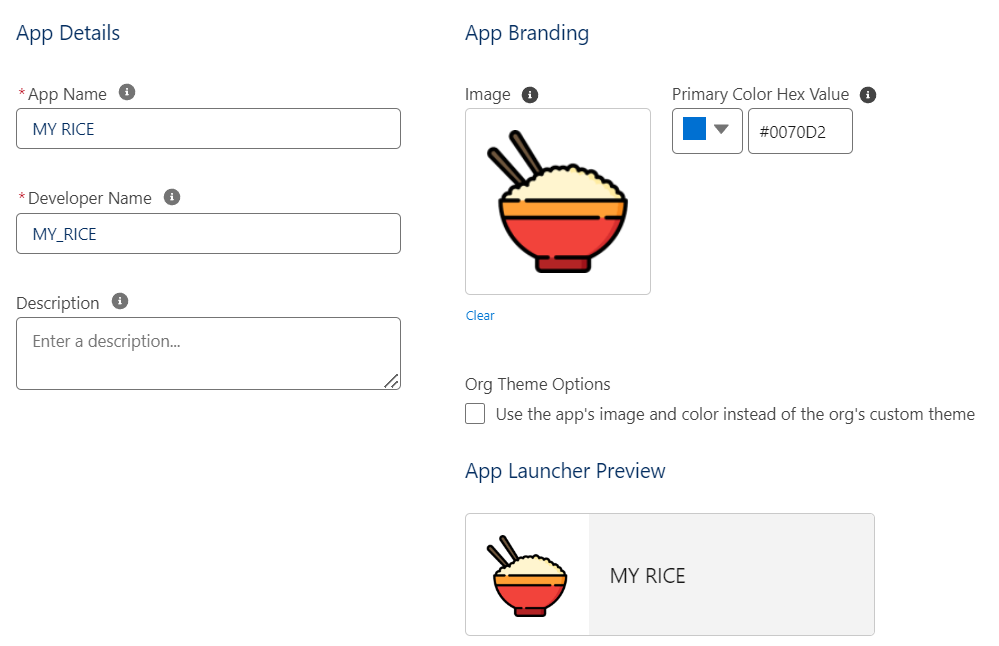 App Details
* App Name
MY RICE
* Developer Name
MY_RICE
Description
Enter a description...
App Branding
Image
Primary Color Hex Value
#0070D2
Clear
Org Theme Options
Use the app's image and color instead of the org's custom theme
App Launcher Preview
MY RICE